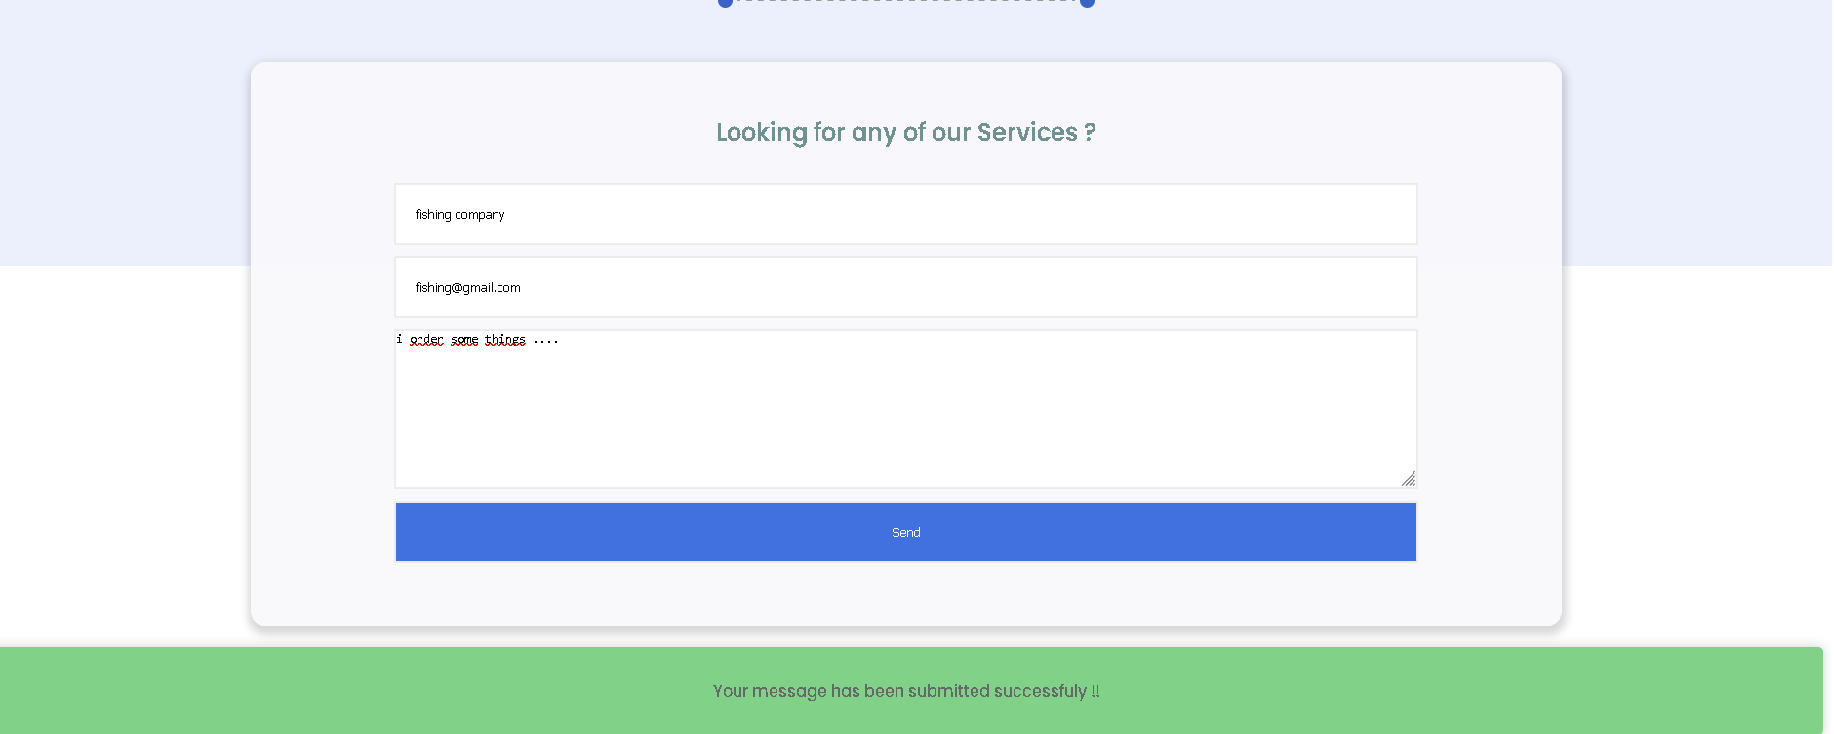 Looking for any of our Services ?
fishing company
fishing@gmail.com
i order some things ....
Send
Your message has been submitted successfuly !!